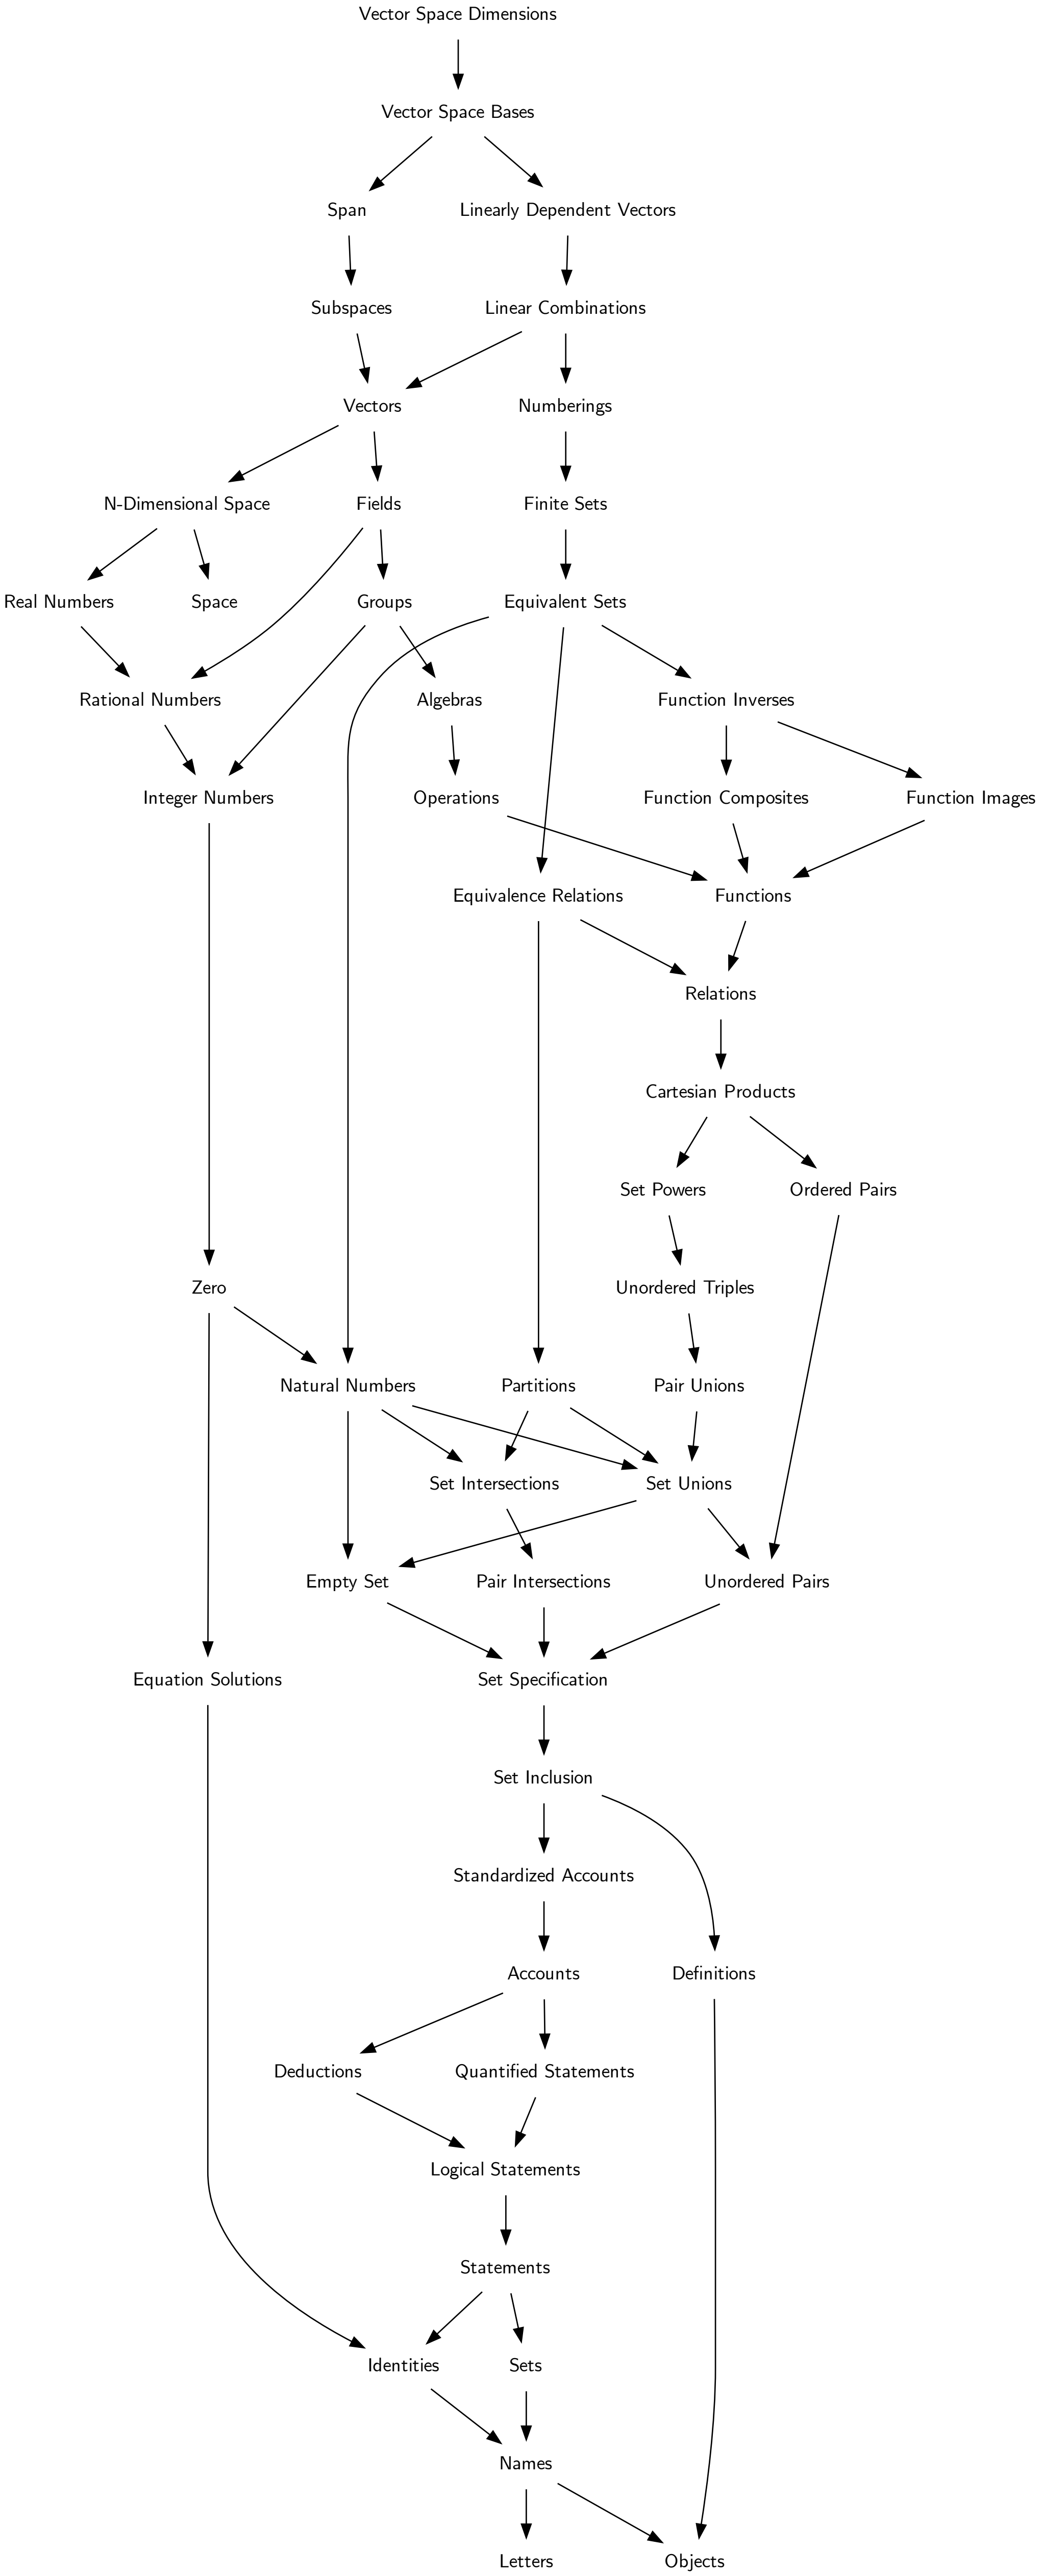 Vector Space Dimensions
Vector Space Bases
Span
Linearly Dependent Vectors
Subspaces
Linear Combinations
Vectors
Numberings
N-Dimensional Space
Fields
Finite Sets
Real Numbers
Space
Groups
Equivalent Sets
Rational Numbers
Algebras
Function Inverses
Integer Numbers
Operations
Function Composites
Function Images
Equivalence Relations
Functions
Relations
Cartesian Products
Set Powers
Ordered Pairs
Zero
Unordered Triples
Natural Numbers
Partitions
Pair Unions
Set Intersections
Set Unions
Empty Set
Pair Intersections
Unordered Pairs
Equation Solutions
Set Specification
Set Inclusion
Standardized Accounts
Accounts
Definitions
Deductions
Quantified Statements
Logical Statements
Statements
Identities
Sets
Names
Letters
Objects